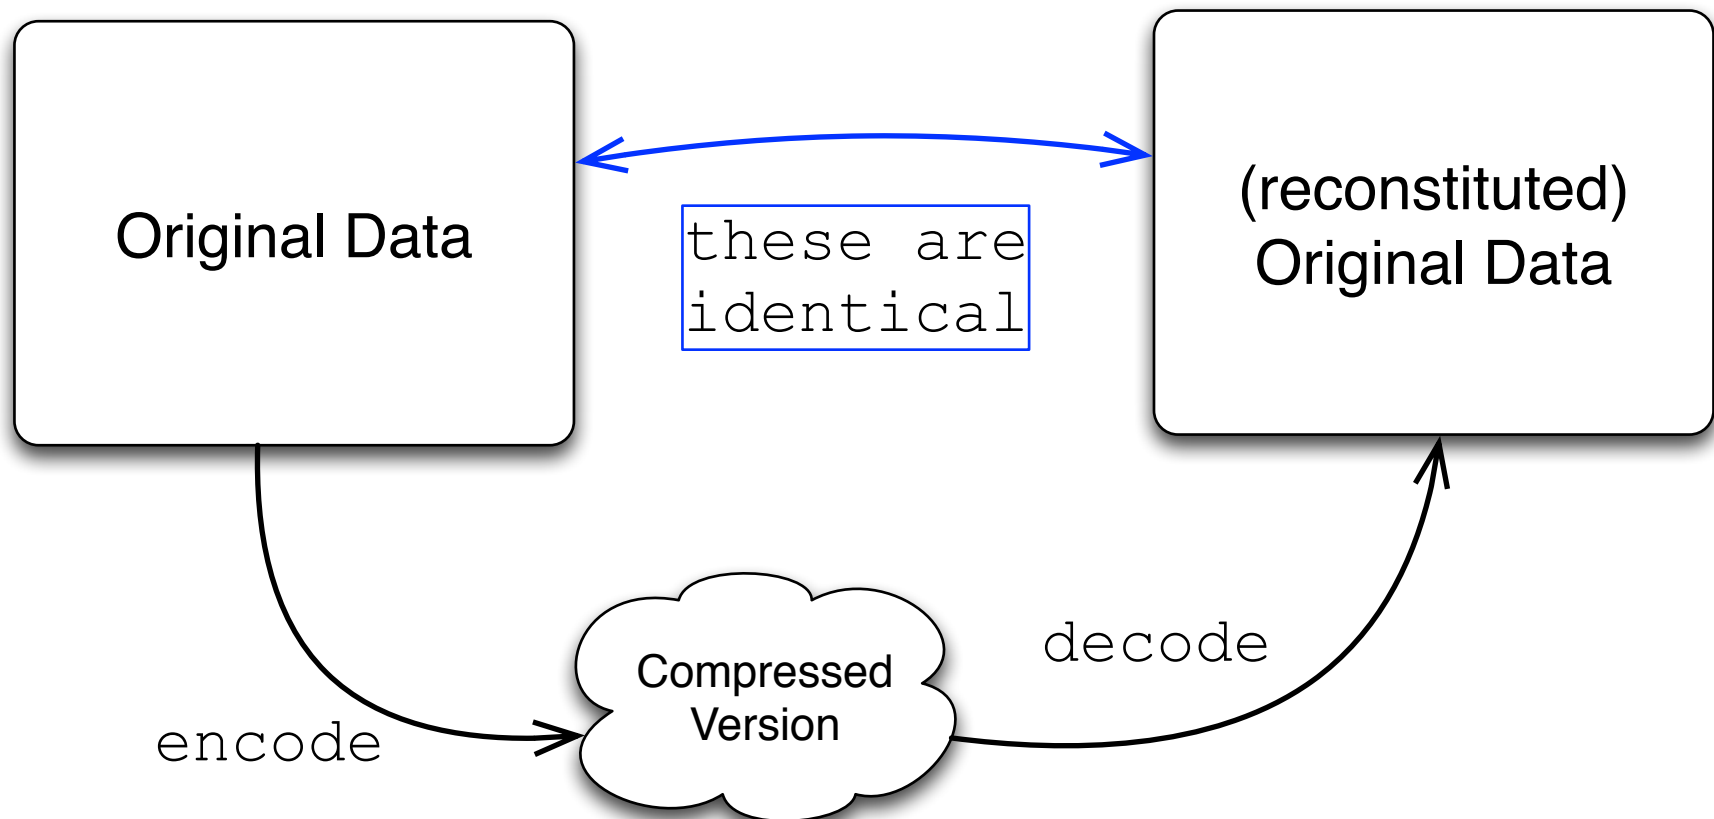 Original Data
these are
identical
(reconstituted)
Original Data
encode
Compressed
Version
decode